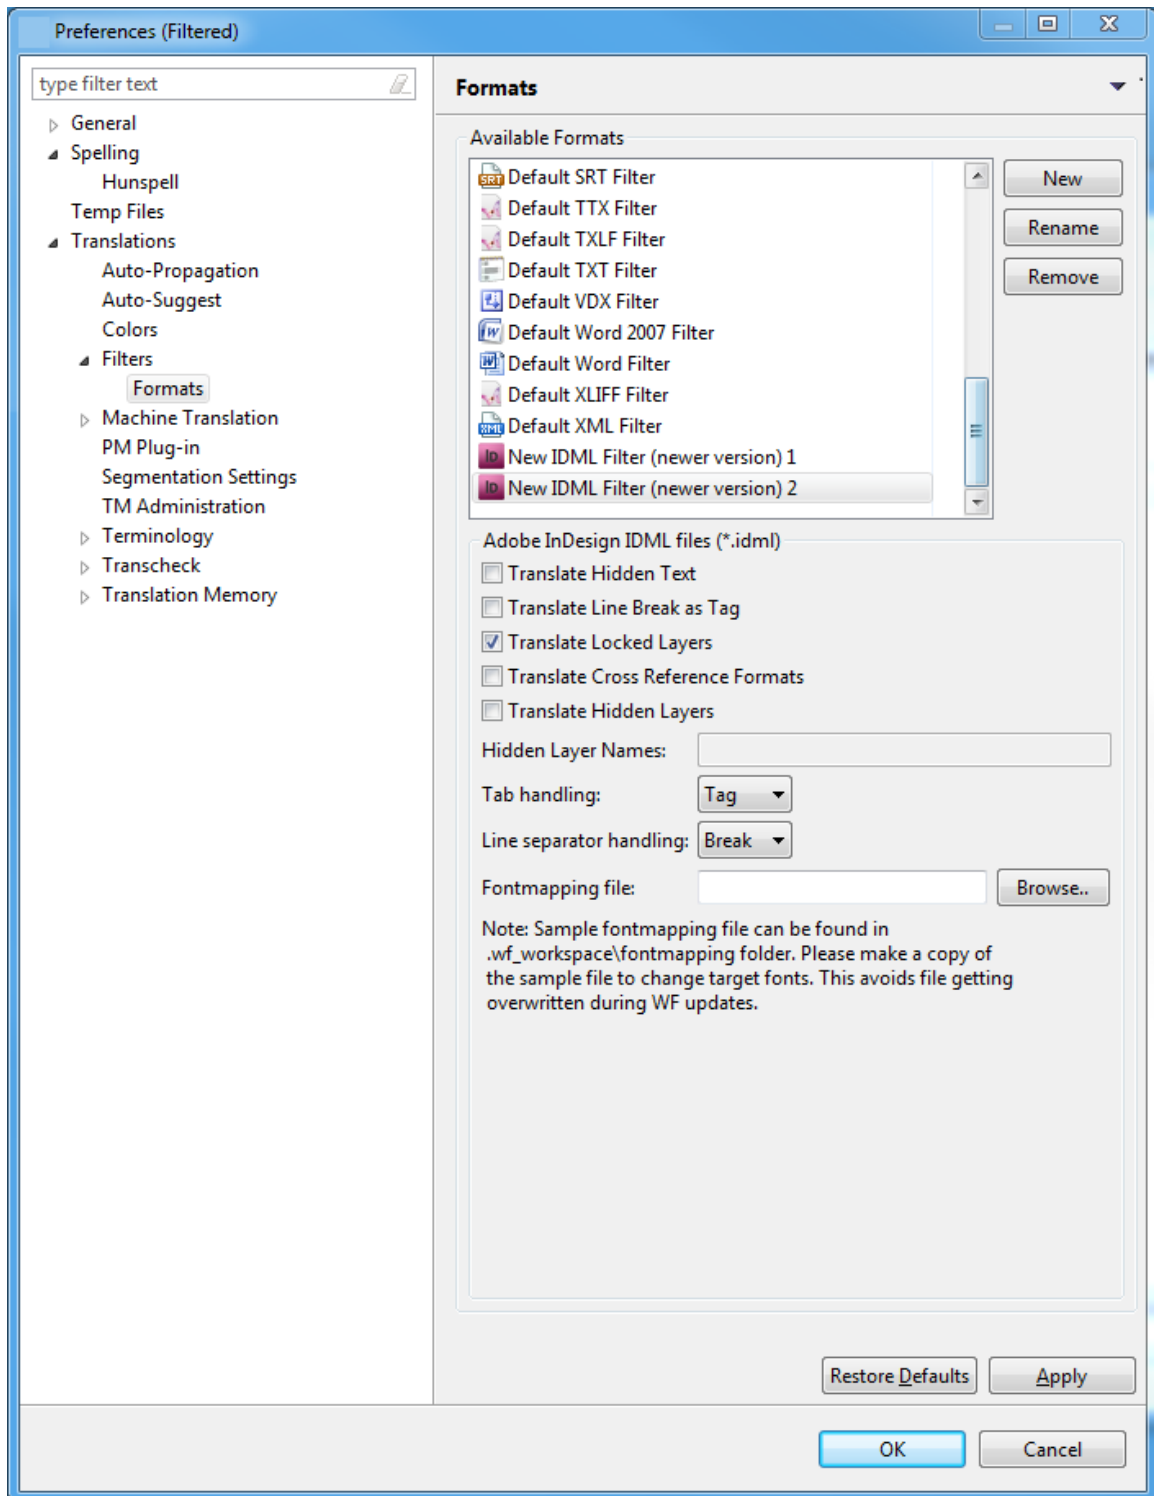 Preferences (Filtered)
type filter text
General
Spelling
Hunspell
Temp Files
Translations
Auto-Propagation
Auto-Suggest
Colors
Filters
Formats
Machine Translation
PM Plug-in
Segmentation Settings
TM Administration
Terminology
Transcheck
Translation Memory
Formats
Available Formats
SRT Default SRT Filter
Default TTX Filter
Default TXLF Filter
Default TXT Filter
Default VDX Filter
W Default Word 2007 Filter
W Default Word Filter
Default XLIFF Filter
XML Default XML Filter
ID New IDML Filter (newer version) 1
ID New IDML Filter (newer version) 2
New
Rename
Remove
Adobe InDesign IDML files (*.idml)
Translate Hidden Text
Translate Line Break as Tag
Translate Locked Layers
Translate Cross Reference Formats
Translate Hidden Layers
Hidden Layer Names:
Tab handling: Tag
Line separator handling: Break
Fontmapping file: Browse..
Note: Sample fontmapping file can be found in
.wf_workspace\fontmapping folder. Please make a copy of
the sample file to change target fonts. This avoids file getting
overwritten during WF updates.
Restore Defaults Apply
OK Cancel